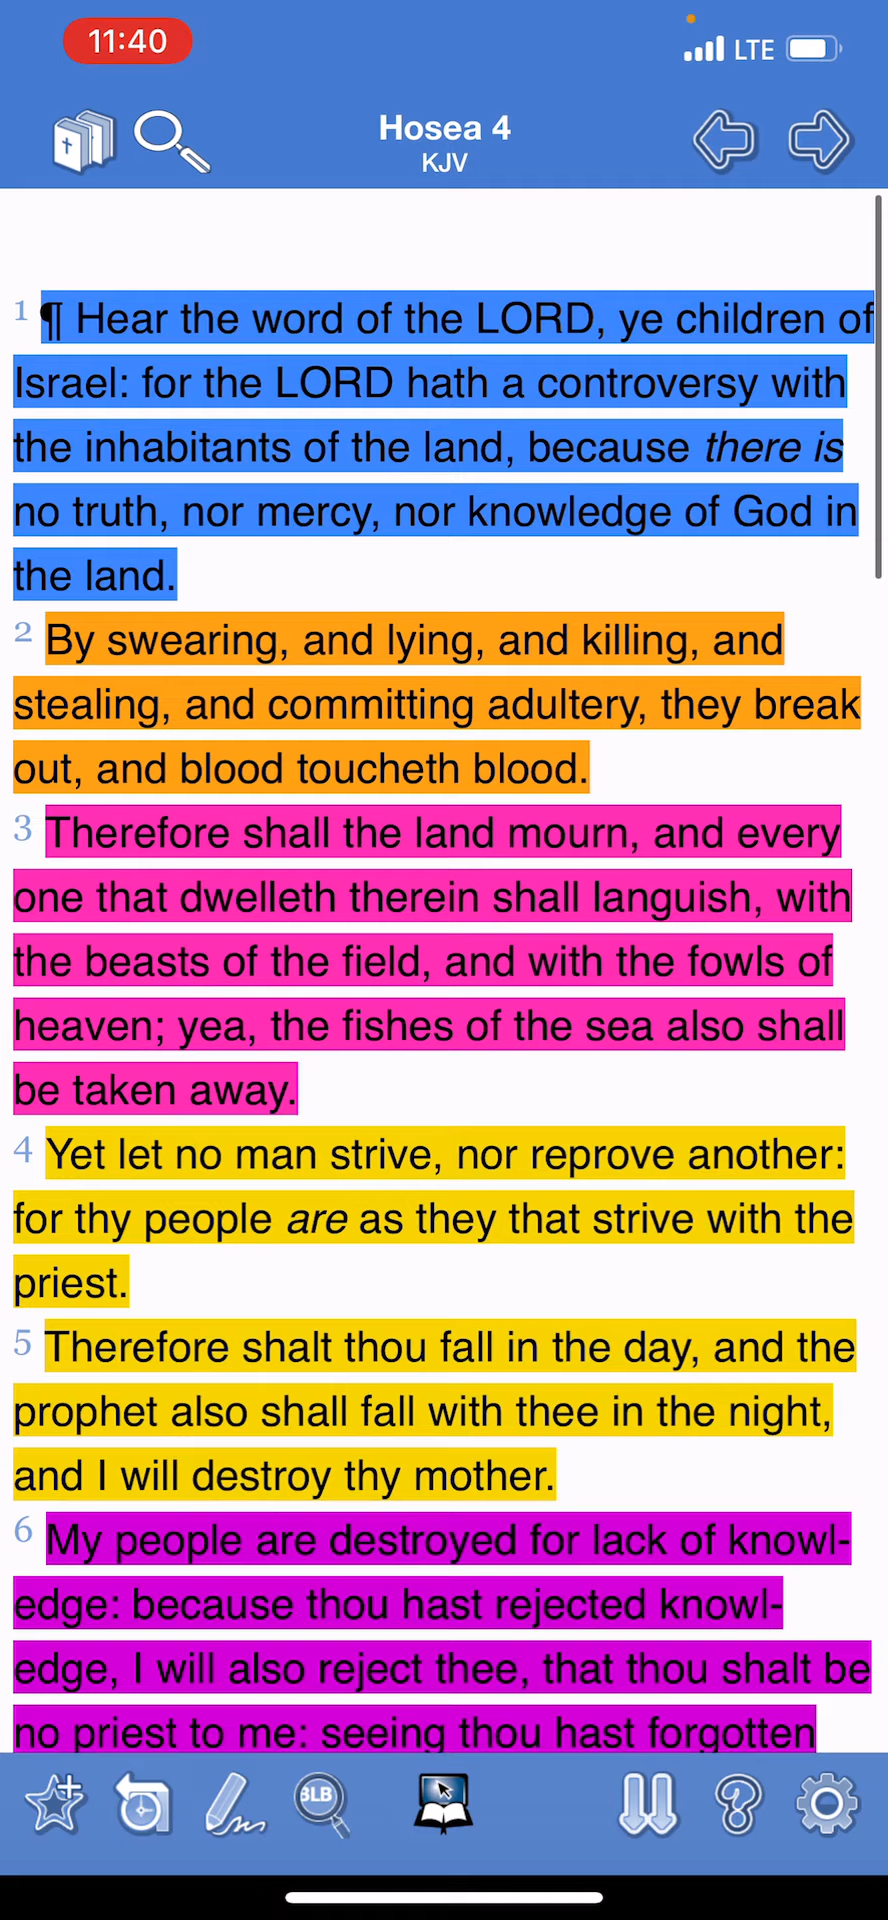 11:40
LTE
Hosea 4
KJV
1 ¶ Hear the word of the LORD, ye children of
Israel: for the LORD hath a controversy with
the inhabitants of the land, because there is
no truth, nor mercy, nor knowledge of God in
the land.
2 By swearing, and lying, and killing, and
stealing, and committing adultery, they break
out, and blood toucheth blood.
3 Therefore shall the land mourn, and every
one that dwelleth therein shall languish, with
the beasts of the field, and with the fowls of
heaven; yea, the fishes of the sea also shall
be taken away.
4 Yet let no man strive, nor reprove another:
for thy people are as they that strive with the
priest.
5 Therefore shalt thou fall in the day, and the
prophet also shall fall with thee in the night,
and I will destroy thy mother.
6 My people are destroyed for lack of knowl-
edge: because thou hast rejected knowl-
edge, I will also reject thee, that thou shalt be
no priest to me: seeing thou hast forgotten
BLB